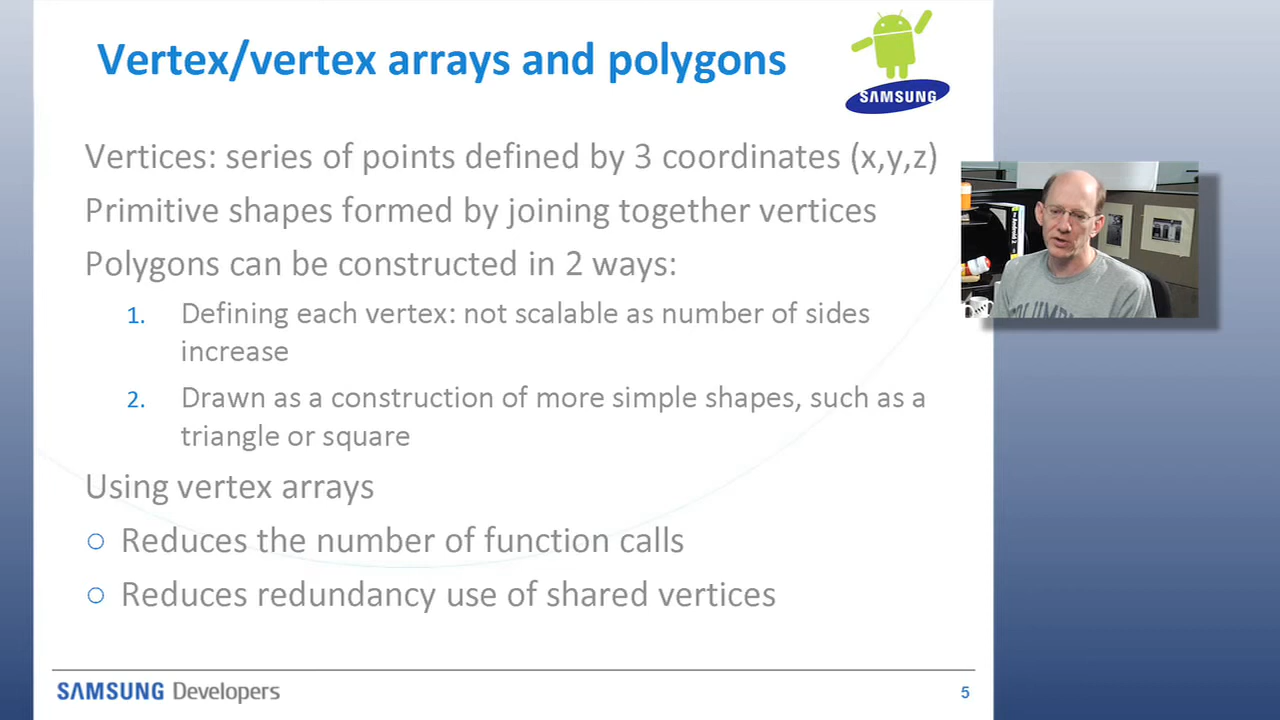 Vertex/vertex arrays and polygons
SAMSUNG
Vertices: series of points defined by 3 coordinates (x,y,z)
Primitive shapes formed by joining together vertices
Polygons can be constructed in 2 ways:
1. Defining each vertex: not scalable as number of sides
increase
2. Drawn as a construction of more simple shapes, such as a
triangle or square
Using vertex arrays
Reduces the number of function calls
Reduces redundancy use of shared vertices
SAMSUNG Developers
5